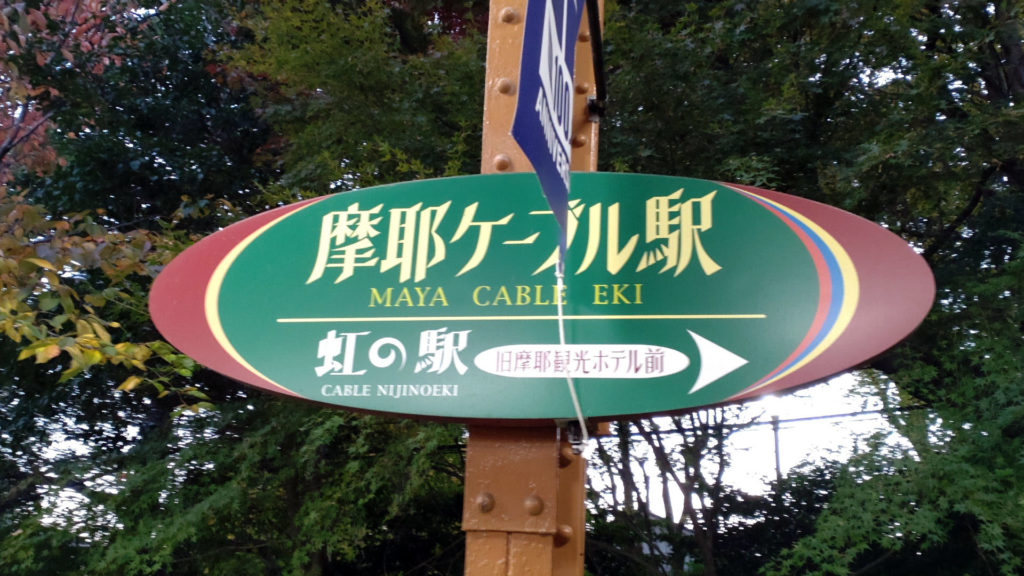 100
摩耶ケーブル駅
MAYA CABLE EKI
虹の駅 旧摩耶観光ホテル前
CABLE NIJINOEKI